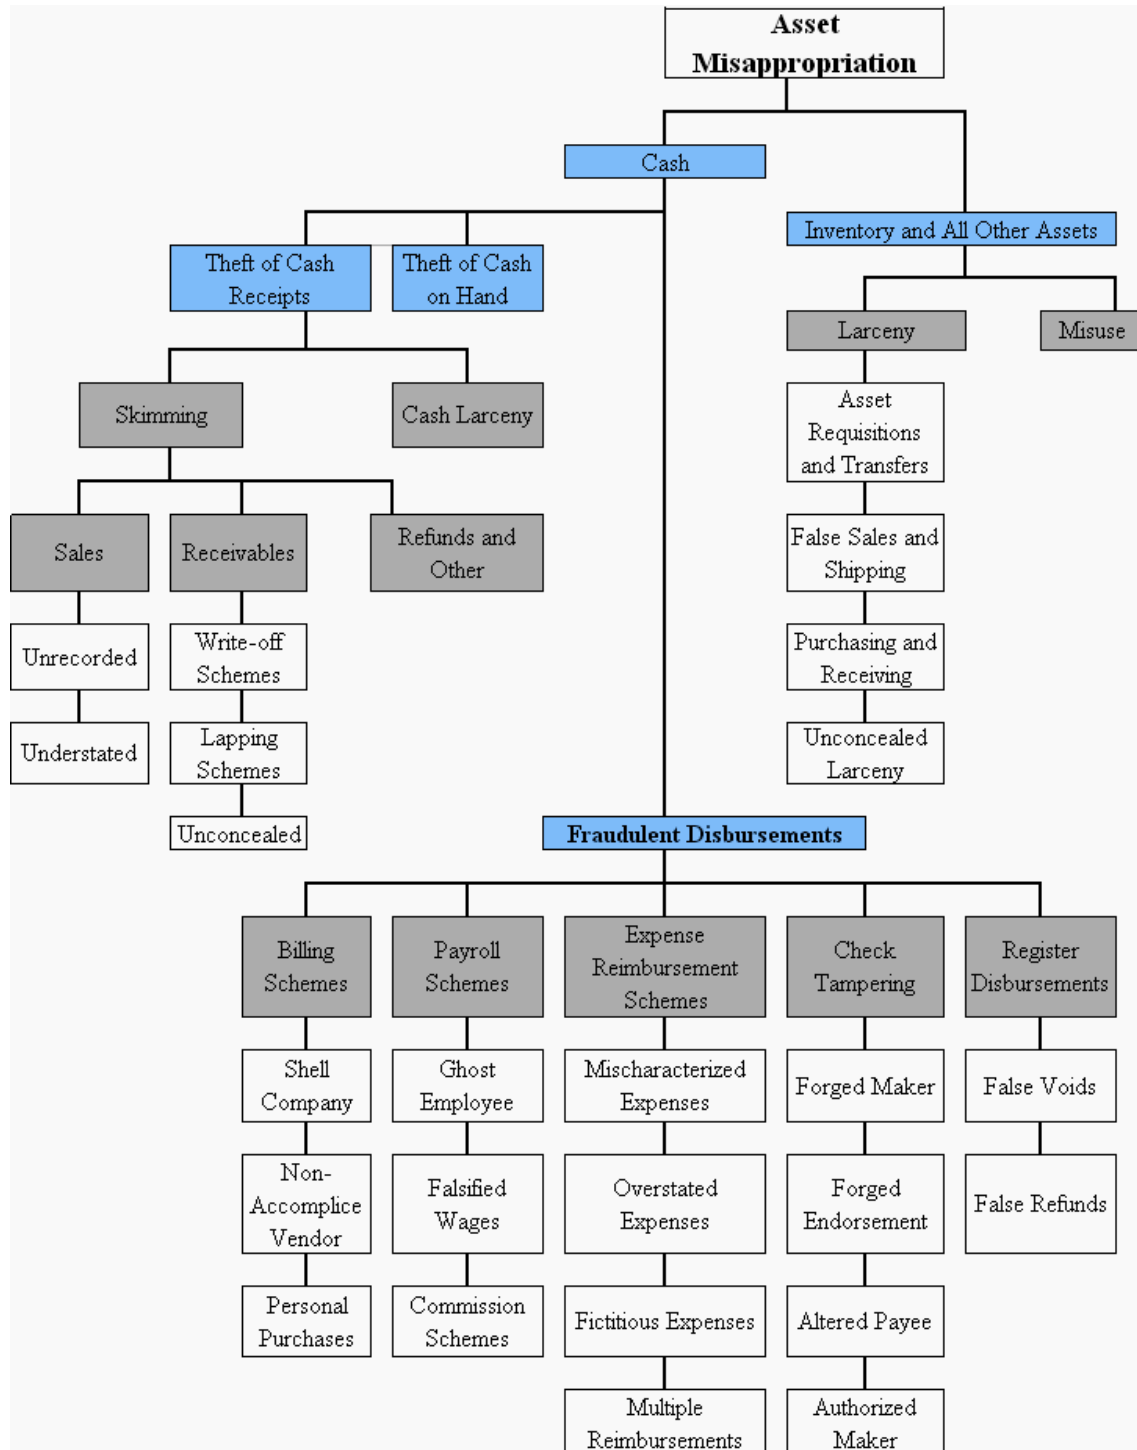 Asset
Misappropriation
Cash
Inventory and All Other Assets
Theft of Cash
Receipts
Theft of Cash
on Hand
Larceny
Misuse
Skimming
Cash Larceny
Asset
Requisitions
and Transfers
Sales
Receivables
Refunds and
Other
False Sales and
Shipping
Unrecorded
Write-off
Schemes
Purchasing and
Receiving
Understated
Lapping
Schemes
Unconcealed
Larceny
Unconcealed
Fraudulent Disbursements
Billing
Schemes
Payroll
Schemes
Expense
Reimbursement
Schemes
Check
Tampering
Register
Disbursements
Shell
Company
Ghost
Employee
Mischaracterized
Expenses
Forged Maker
False Voids
Non-
Accomplice
Vendor
Falsified
Wages
Overstated
Expenses
Forged
Endorsement
False Refunds
Personal
Purchases
Commission
Schemes
Fictitious Expenses
Altered Payee
Multiple
Reimbursements
Authorized
Maker